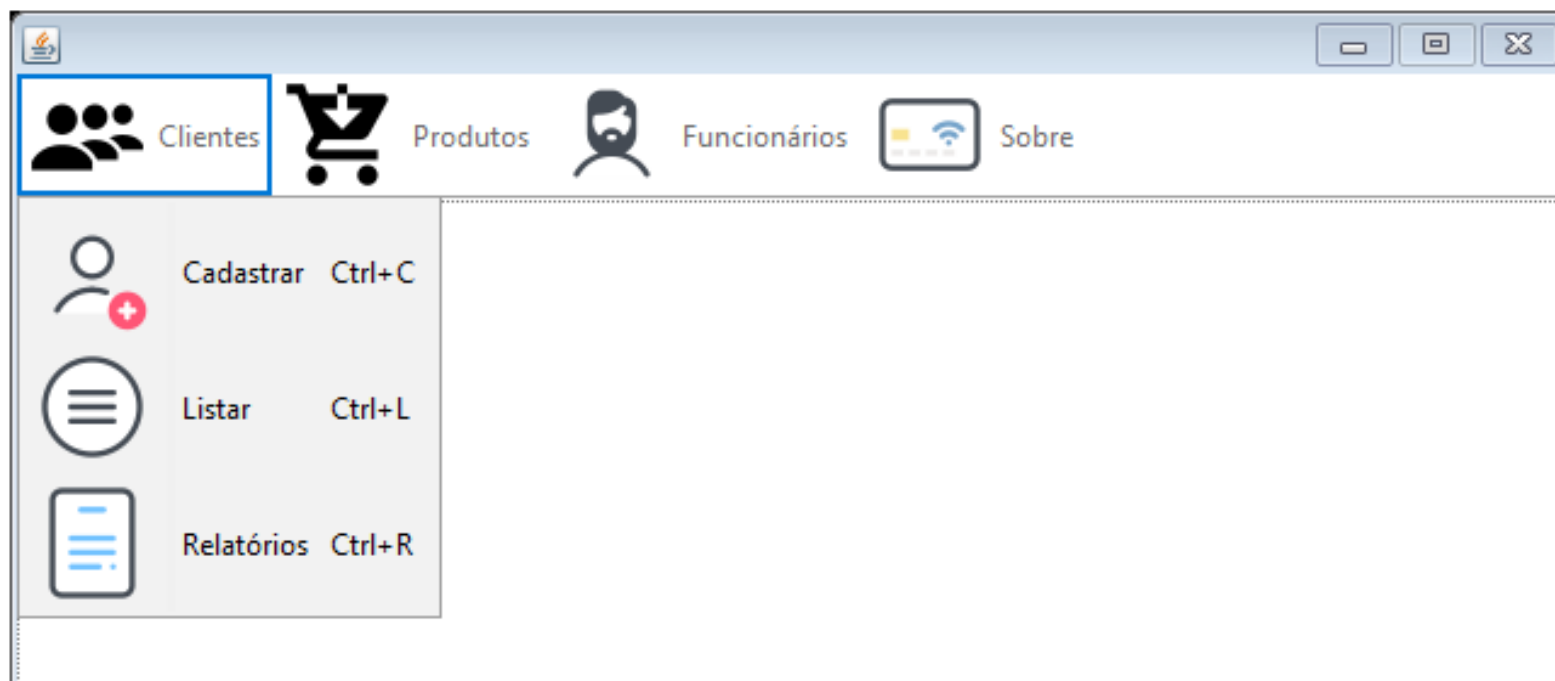 Clientes Produtos Funcionários Sobre
Cadastrar Ctrl+C
Listar Ctrl+L
Relatórios Ctrl+R